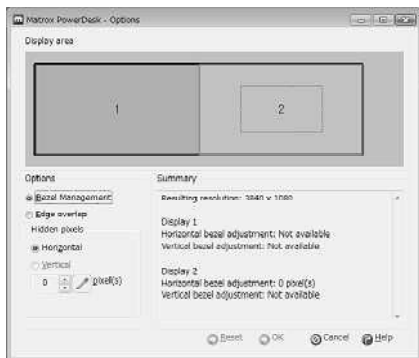 Matrox PowerDesk - Options
Display area
1
2
Options
Bezel Management
Edge overlap
Hidden pixels
Horizontal
Vertical
0 pixel(s)
Summary
Resulting resolution: 3840 x 1080
Display 1
Horizontal bezel adjustment: Not available
Vertical bezel adjustment: Not available
Display 2
Horizontal bezel adjustment: 0 pixel(s)
Vertical bezel adjustment: Not available
Reset
OK
Cancel
Help